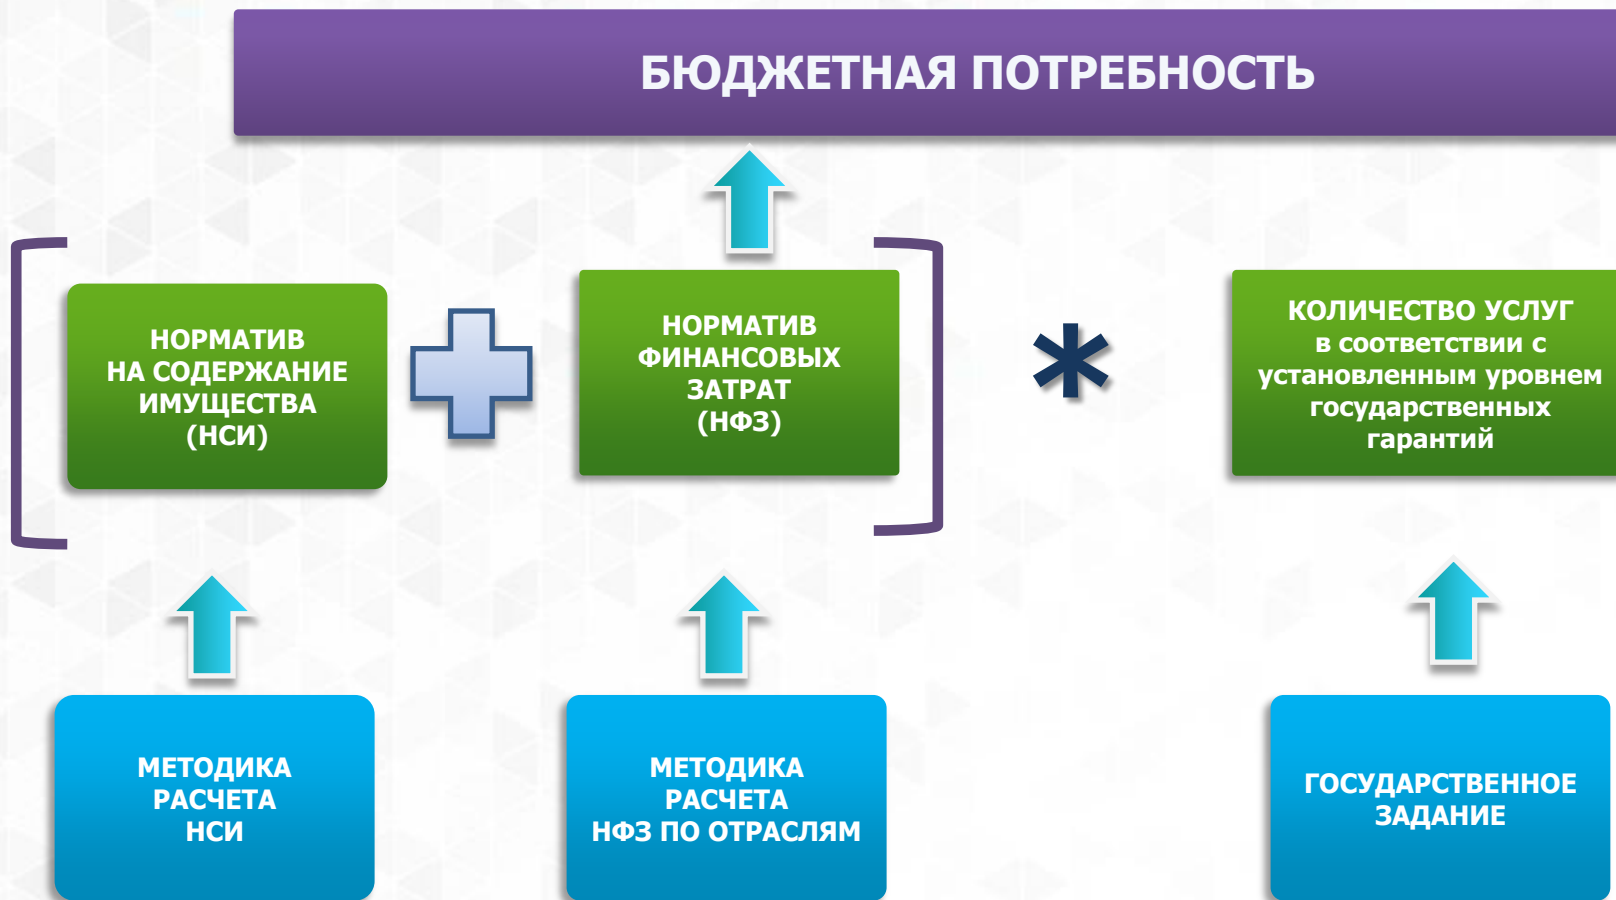 БЮДЖЕТНАЯ ПОТРЕБНОСТЬ
НОРМАТИВ
НА СОДЕРЖАНИЕ
ИМУЩЕСТВА
(НСИ)
НОРМАТИВ
ФИНАНСОВЫХ
ЗАТРАТ
(НФЗ)
*
КОЛИЧЕСТВО УСЛУГ
в соответствии с
установленным уровнем
государственных
гарантий
МЕТОДИКА
РАСЧЕТА
НСИ
МЕТОДИКА
РАСЧЕТА
НФЗ ПО ОТРАСЛЯМ
ГОСУДАРСТВЕННОЕ
ЗАДАНИЕ